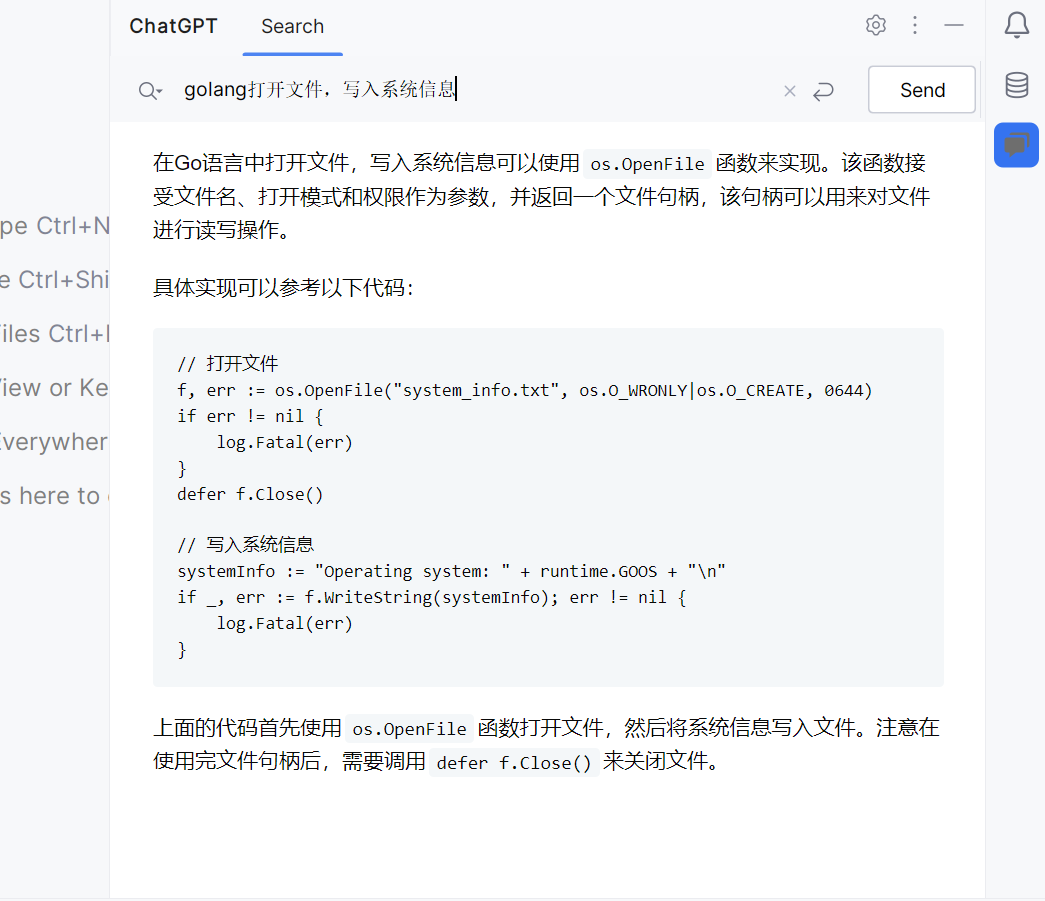 ChatGPT Search
golang打开文件，写入系统信息
Send
在Go语言中打开文件，写入系统信息可以使用 os.OpenFile 函数来实现。该函数接
受文件名、打开模式和权限作为参数，并返回一个文件句柄，该句柄可以用来对文件
进行读写操作。
具体实现可以参考以下代码：
// 打开文件
f, err := os.OpenFile("system_info.txt", os.O_WRONLY|os.O_CREATE, 0644)
if err != nil {
    log.Fatal(err)
}
defer f.Close()
// 写入系统信息
systemInfo := "Operating system: " + runtime.GOOS + "\n"
if _, err := f.WriteString(systemInfo); err != nil {
    log.Fatal(err)
}
上面的代码首先使用 os.OpenFile 函数打开文件，然后将系统信息写入文件。注意在
使用完文件句柄后，需要调用 defer f.Close() 来关闭文件。
pe Ctrl+N
e Ctrl+Shi
iles Ctrl+
iew or Ke
Everywher
s here to